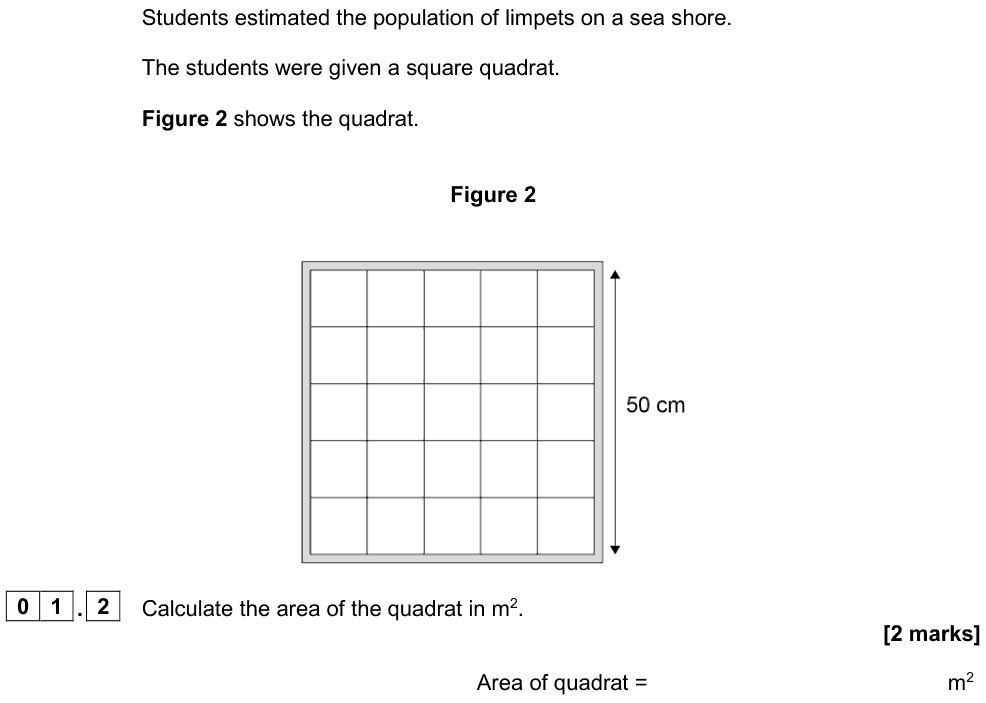 Students estimated the population of limpets on a sea shore.
The students were given a square quadrat.
Figure 2 shows the quadrat.
Figure 2
50 cm
0 1 . 2 Calculate the area of the quadrat in m².
[2 marks]
Area of quadrat = m²